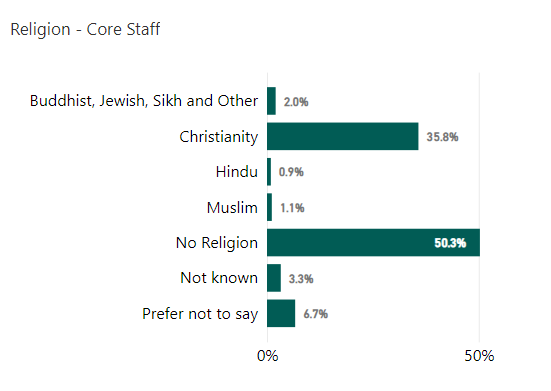 Religion - Core Staff
Buddhist, Jewish, Sikh and Other 2.0%
Christianity 35.8%
Hindu 0.9%
Muslim 1.1%
No Religion 50.3%
Not known 3.3%
Prefer not to say 6.7%
0% 50%